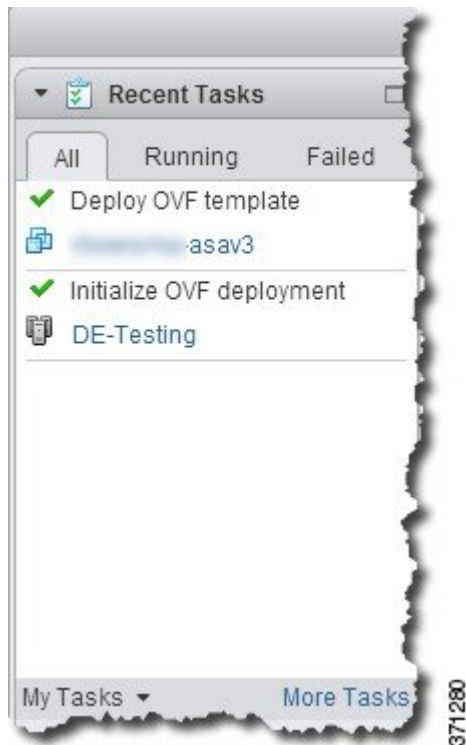 Recent Tasks
All Running Failed
Deploy OVF template
-asav3
Initialize OVF deployment
DE-Testing
My Tasks More Tasks
371280